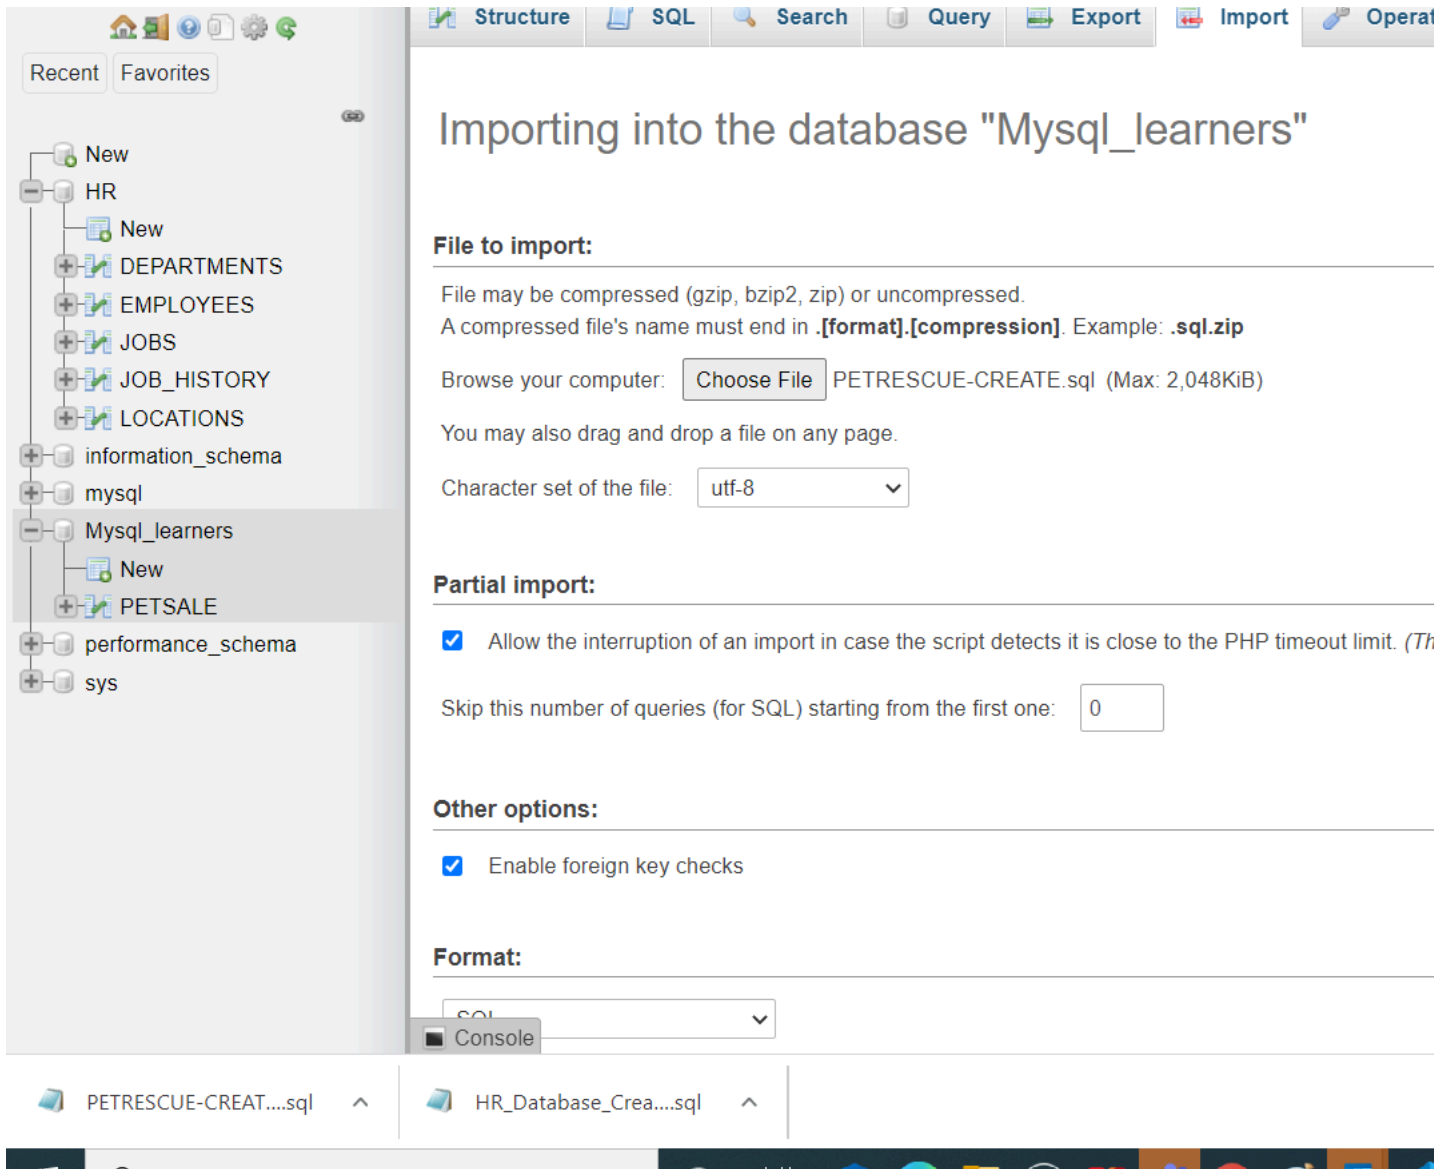 Structure SQL Search Query Export Import Operat
Recent Favorites
New
HR
New
DEPARTMENTS
EMPLOYEES
JOBS
JOB_HISTORY
LOCATIONS
information_schema
mysql
Mysql_learners
New
PETSALE
performance_schema
sys
Importing into the database "Mysql_learners"
File to import:
File may be compressed (gzip, bzip2, zip) or uncompressed.
A compressed file's name must end in .[format].[compression]. Example: .sql.zip
Browse your computer: Choose File PETRESCUE-CREATE.sql (Max: 2,048KiB)
You may also drag and drop a file on any page.
Character set of the file: utf-8
Partial import:
Allow the interruption of an import in case the script detects it is close to the PHP timeout limit. (Th
Skip this number of queries (for SQL) starting from the first one: 0
Other options:
Enable foreign key checks
Format:
SQL
Console
PETRESCUE-CREAT....sql
HR_Database_Crea....sql